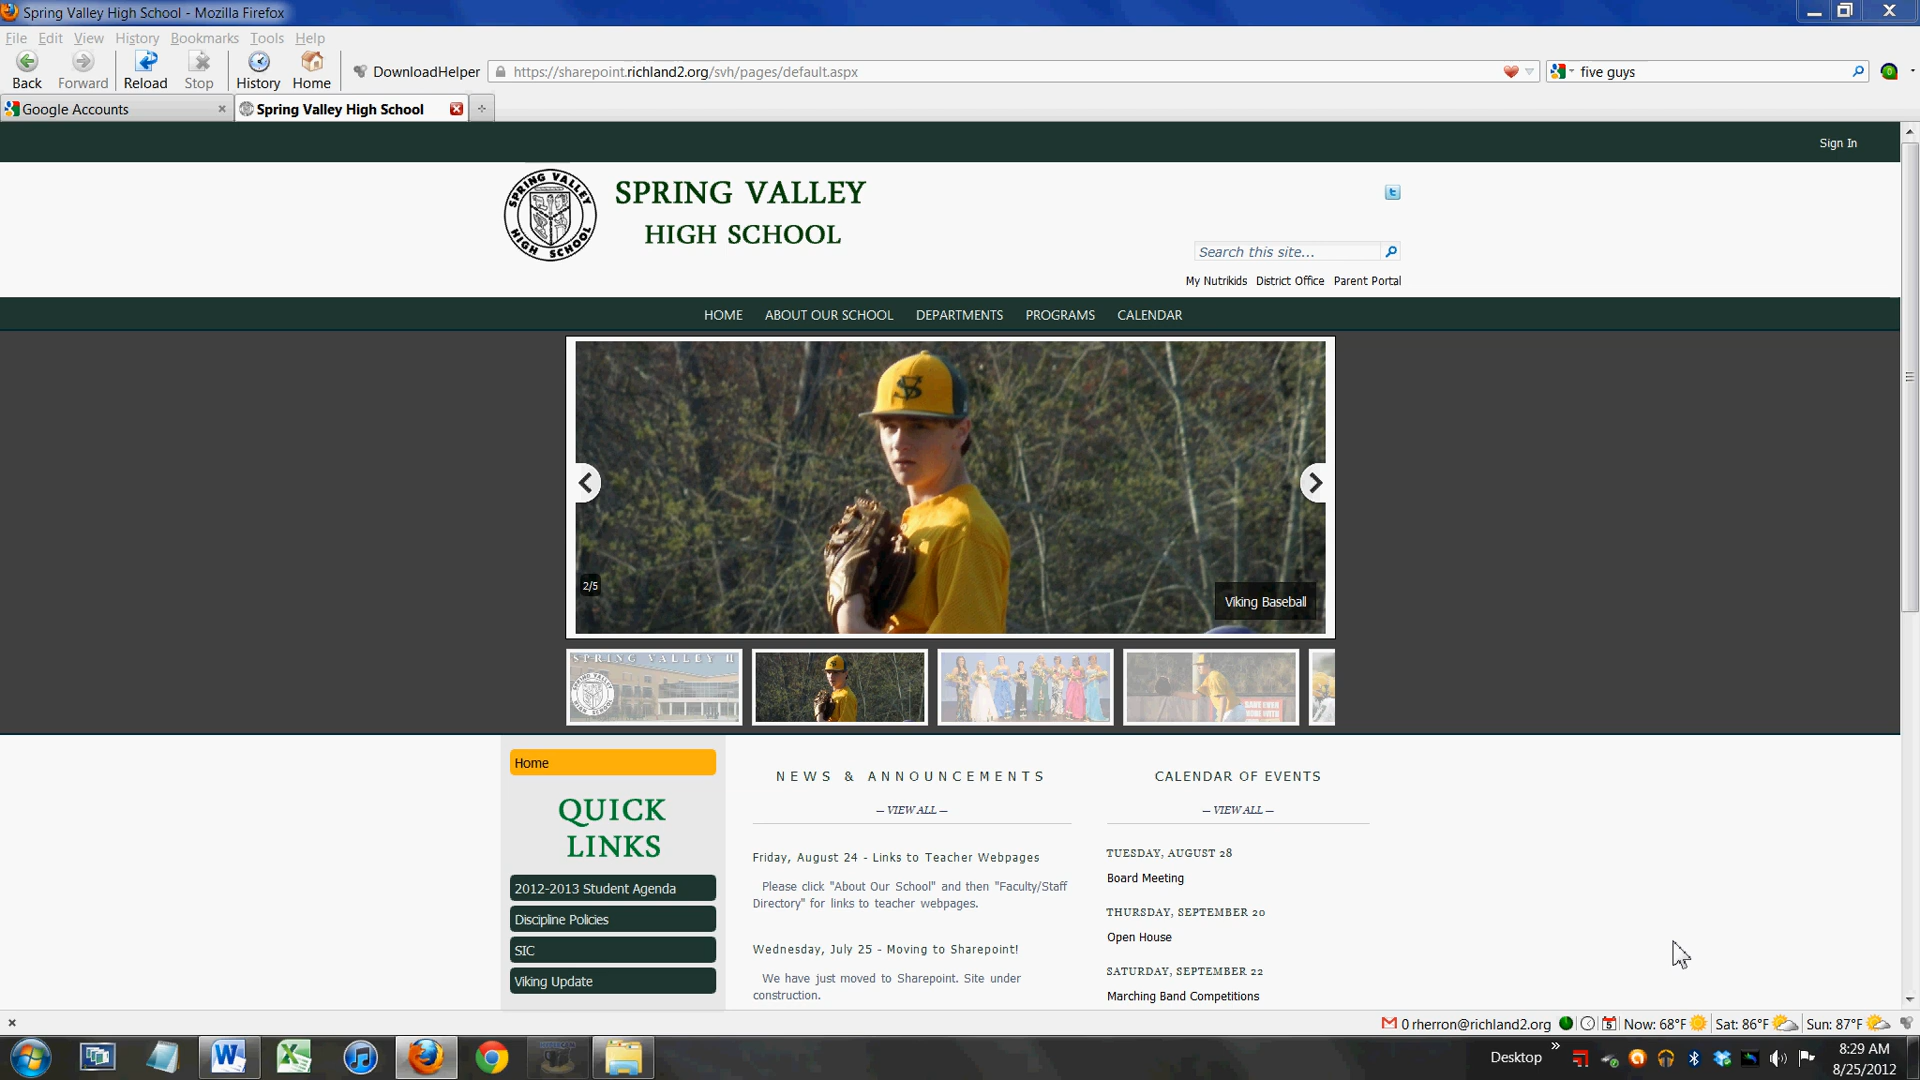 Spring Valley High School - Mozilla Firefox
File Edit View History Bookmarks Tools Help
Back Forward Reload Stop History Home DownloadHelper https://sharepoint.richland2.org/svh/pages/default.aspx five guys
Google Accounts Spring Valley High School
Sign In
SPRING VALLEY HIGH SCHOOL
SPRING VALLEY
HIGH SCHOOL
Search this site...
My Nutrikids District Office Parent Portal
HOME ABOUT OUR SCHOOL DEPARTMENTS PROGRAMS CALENDAR
SV
2/5
Viking Baseball
SPRING VALLEY H
Home
QUICK
LINKS
2012-2013 Student Agenda
Discipline Policies
SIC
Viking Update
NEWS & ANNOUNCEMENTS
— VIEW ALL —
Friday, August 24 - Links to Teacher Webpages
Please click "About Our School" and then "Faculty/Staff
Directory" for links to teacher webpages.
Wednesday, July 25 - Moving to Sharepoint!
We have just moved to Sharepoint. Site under
construction.
CALENDAR OF EVENTS
— VIEW ALL —
TUESDAY, AUGUST 28
Board Meeting
THURSDAY, SEPTEMBER 20
Open House
SATURDAY, SEPTEMBER 22
Marching Band Competitions
0 rherron@richland2.org 5 Now: 68°F Sat: 86°F Sun: 87°F
Desktop
8:29 AM
8/25/2012